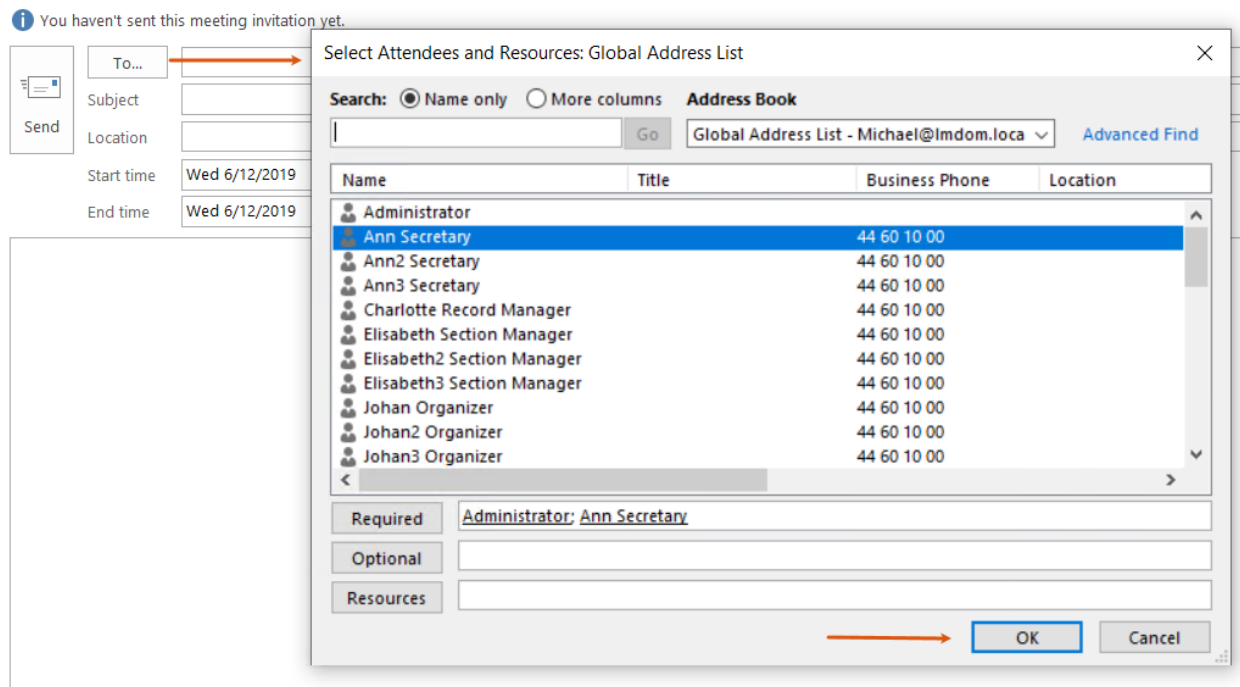 You haven't sent this meeting invitation yet.
To...
Subject
Send
Location
Start time Wed 6/12/2019
End time Wed 6/12/2019
Select Attendees and Resources: Global Address List
Search: Name only More columns Address Book
Go Global Address List - Michael@lmdom.loca Advanced Find
Name Title Business Phone Location
Administrator
Ann Secretary 44 60 10 00
Ann2 Secretary 44 60 10 00
Ann3 Secretary 44 60 10 00
Charlotte Record Manager 44 60 10 00
Elisabeth Section Manager 44 60 10 00
Elisabeth2 Section Manager 44 60 10 00
Elisabeth3 Section Manager 44 60 10 00
Johan Organizer 44 60 10 00
Johan2 Organizer 44 60 10 00
Johan3 Organizer 44 60 10 00
Required Administrator; Ann Secretary
Optional
Resources
OK Cancel